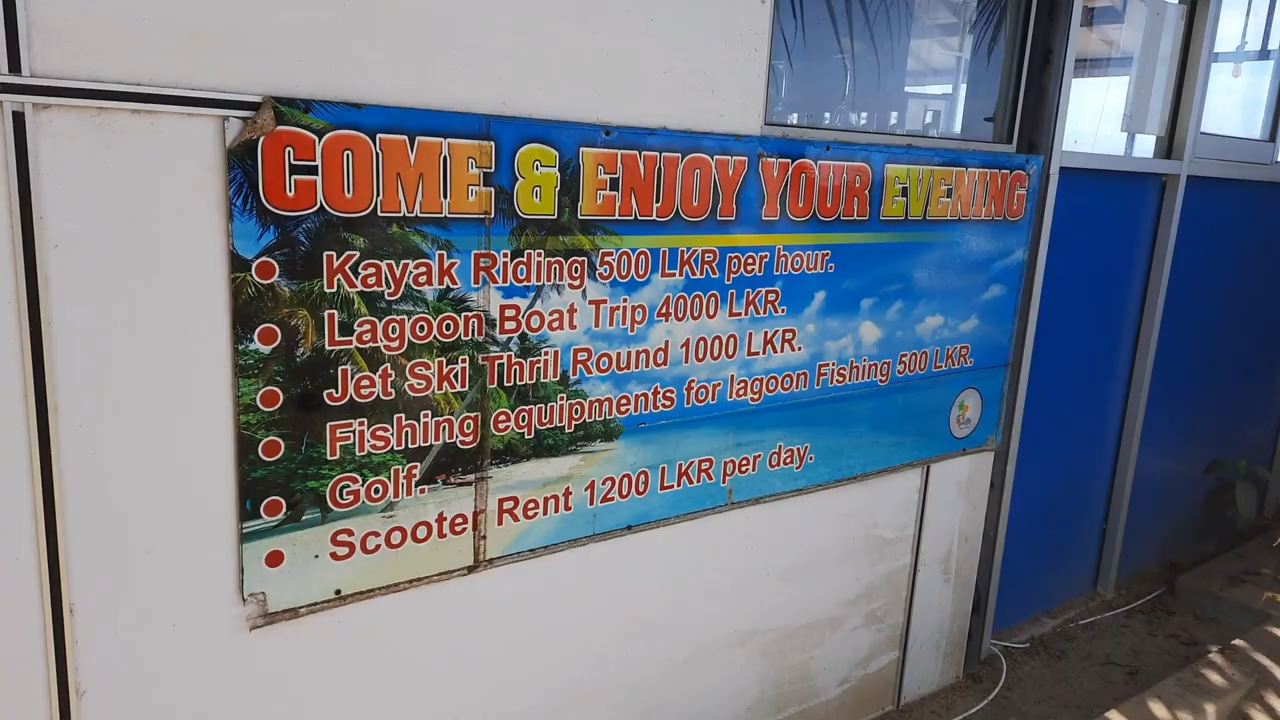 COME & ENJOY YOUR EVENING
• Kayak Riding 500 LKR per hour.
• Lagoon Boat Trip 4000 LKR.
• Jet Ski Thril Round 1000 LKR.
• Fishing equipments for lagoon Fishing 500 LKR.
• Golf.
• Scooter Rent 1200 LKR per day.